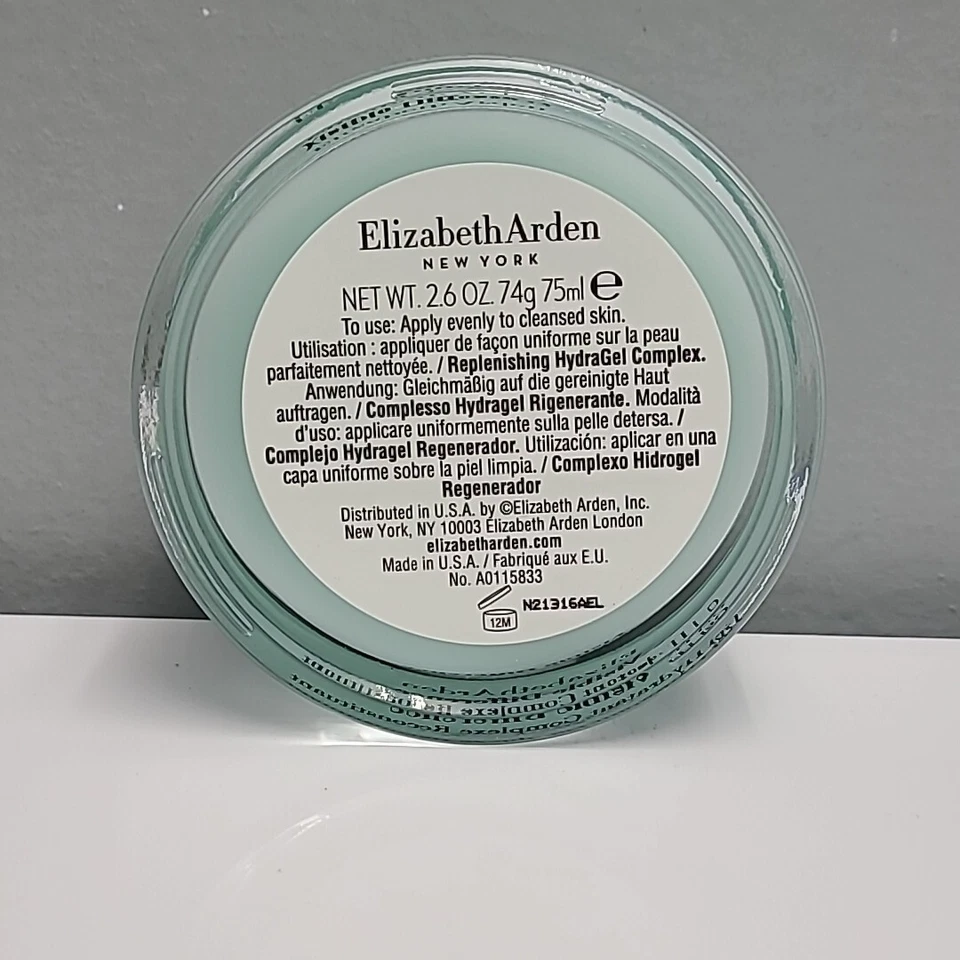 ElizabethArden
NEW YORK
NET WT. 2.6 OZ. 74g 75ml ℮
To use: Apply evenly to cleansed skin.
Utilisation : appliquer de façon uniforme sur la peau
parfaitement nettoyée. / Replenishing HydraGel Complex.
Anwendung: Gleichmäßig auf die gereinigte Haut
auftragen. / Complesso Hydragel Rigenerante. Modalità
d'uso: applicare uniformemente sulla pelle detersa. /
Complejo Hydragel Regenerador. Utilización: aplicar en una
capa uniforme sobre la piel limpia. / Complexo Hidrogel
Regenerador
Distributed in U.S.A. by ©Elizabeth Arden, Inc.
New York, NY 10003 Elizabeth Arden London
elizabetharden.com
Made in U.S.A. / Fabriqué aux E.U.
No. A0115833
N21316AEL
12M